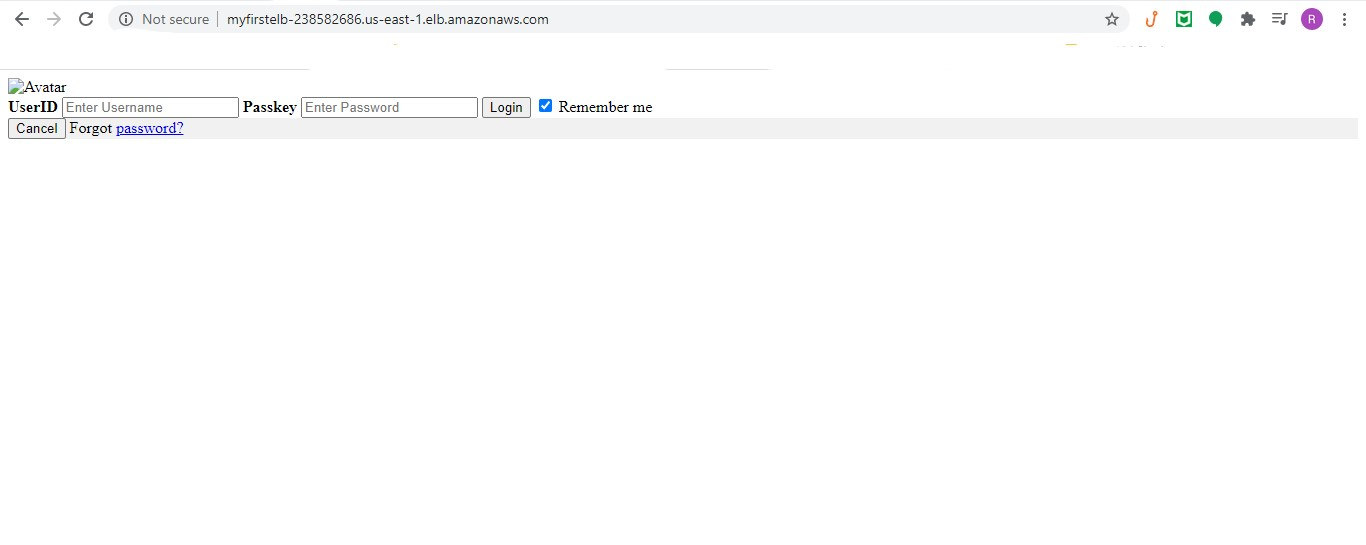 Not secure myfirstelb-238582686.us-east-1.elb.amazonaws.com R
Avatar
UserID Enter Username Passkey Enter Password Login Remember me
Cancel Forgot password?